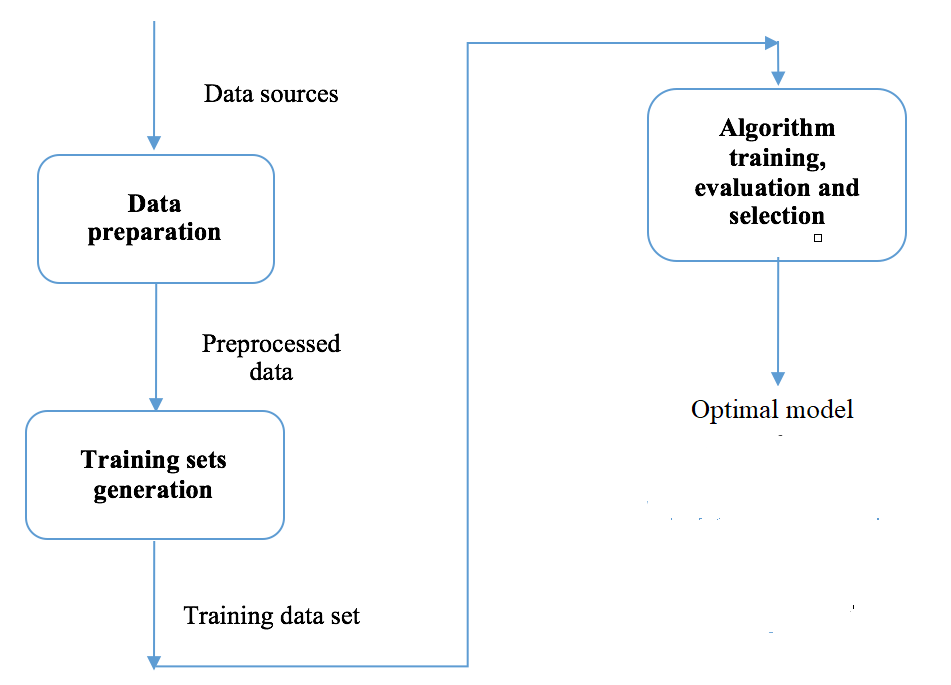 Data sources
Data
preparation
Preprocessed
data
Training sets
generation
Training data set
Algorithm
training,
evaluation and
selection
Optimal model